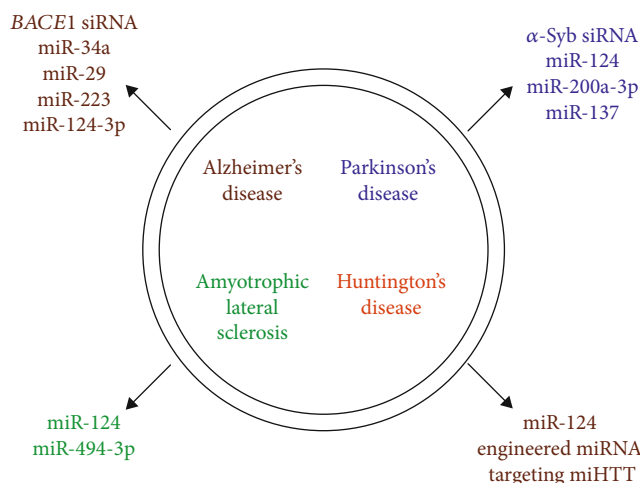 BACE1 siRNA
miR-34a
miR-29
miR-223
miR-124-3p
α-Syb siRNA
miR-124
miR-200a-3p
miR-137
Alzheimer's
disease
Parkinson's
disease
Amyotrophic
lateral
sclerosis
Huntington's
disease
miR-124
miR-494-3p
miR-124
engineered miRNA
targeting miHTT